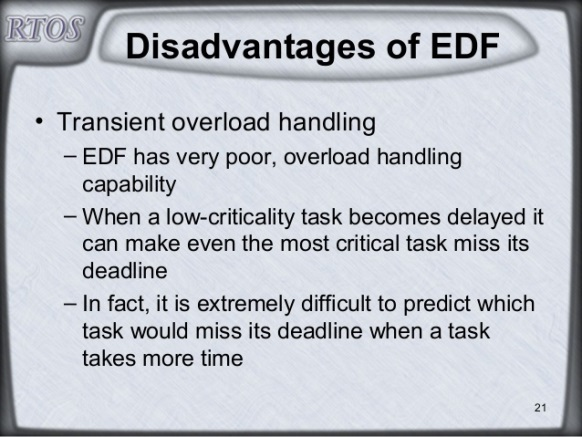 RTOS
Disadvantages of EDF
• Transient overload handling
– EDF has very poor, overload handling
capability
– When a low-criticality task becomes delayed it
can make even the most critical task miss its
deadline
– In fact, it is extremely difficult to predict which
task would miss its deadline when a task
takes more time
21